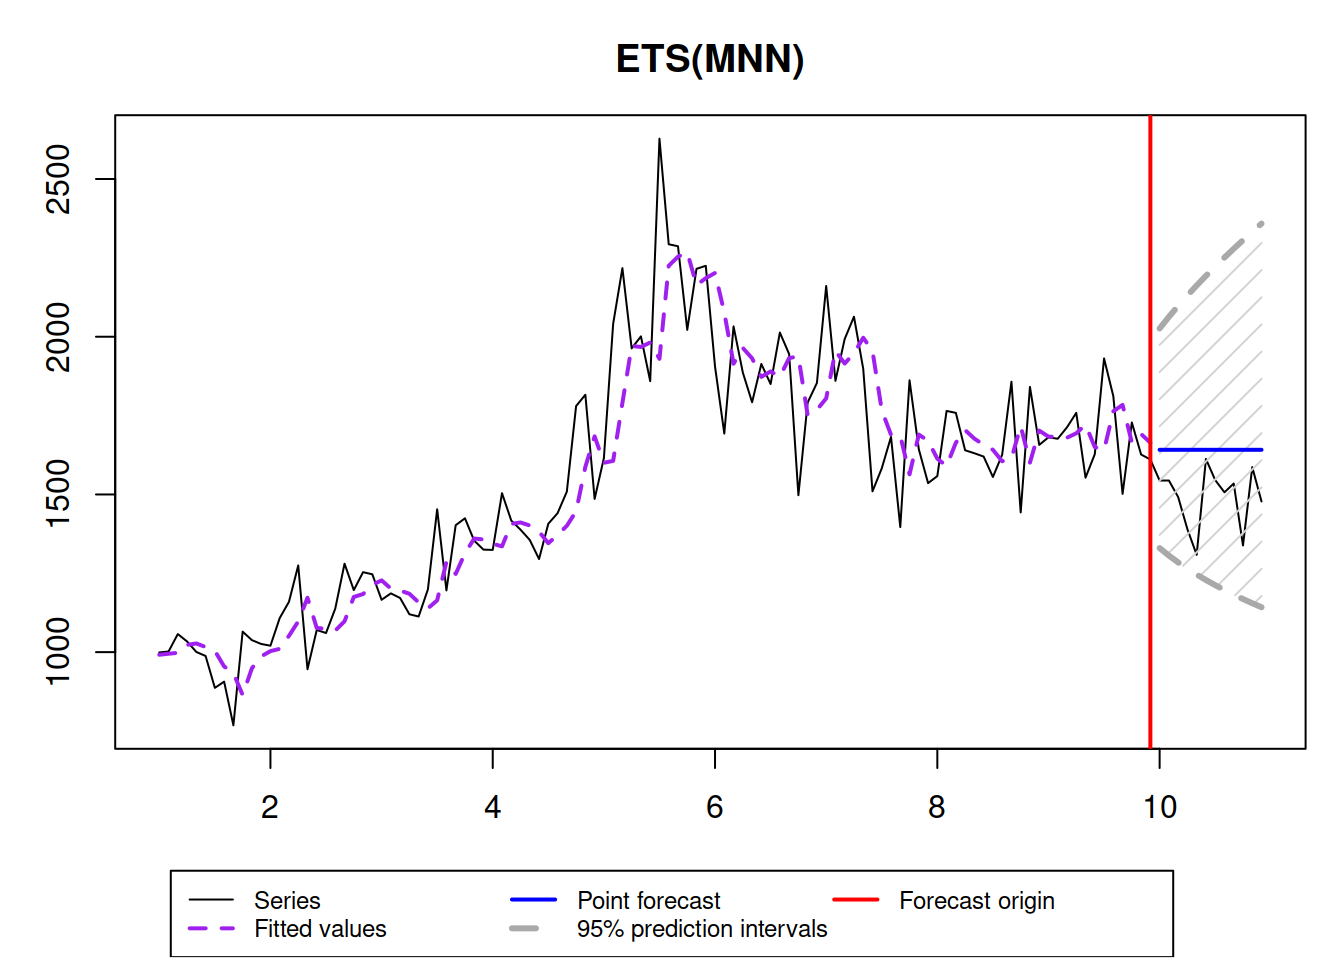 ETS(MNN)
2500
2000
1500
1000
2 4 6 8 10
Series Point forecast Forecast origin
Fitted values 95% prediction intervals